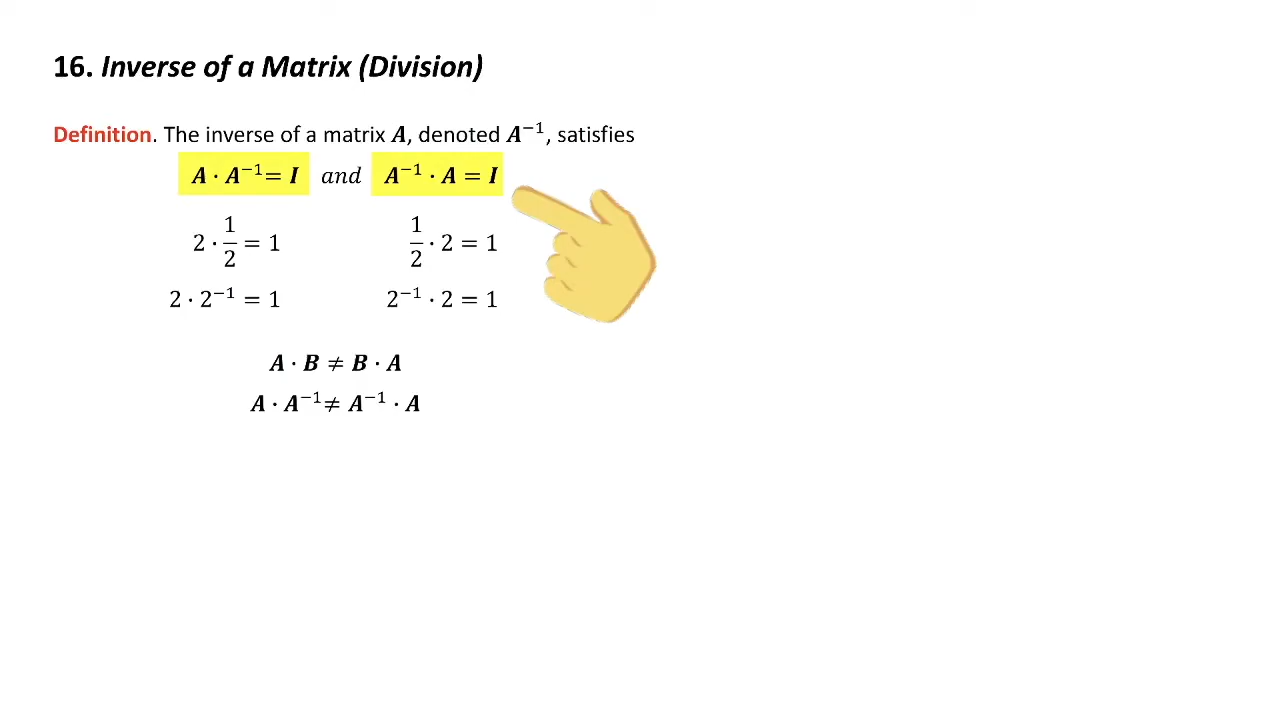 16. Inverse of a Matrix (Division)
Definition. The inverse of a matrix A, denoted A⁻¹, satisfies
A · A⁻¹= I and A⁻¹ · A = I
2 · 1/2 = 1 1/2 · 2 = 1
2 · 2⁻¹ = 1 2⁻¹ · 2 = 1
A · B ≠ B · A
A · A⁻¹≠ A⁻¹ · A